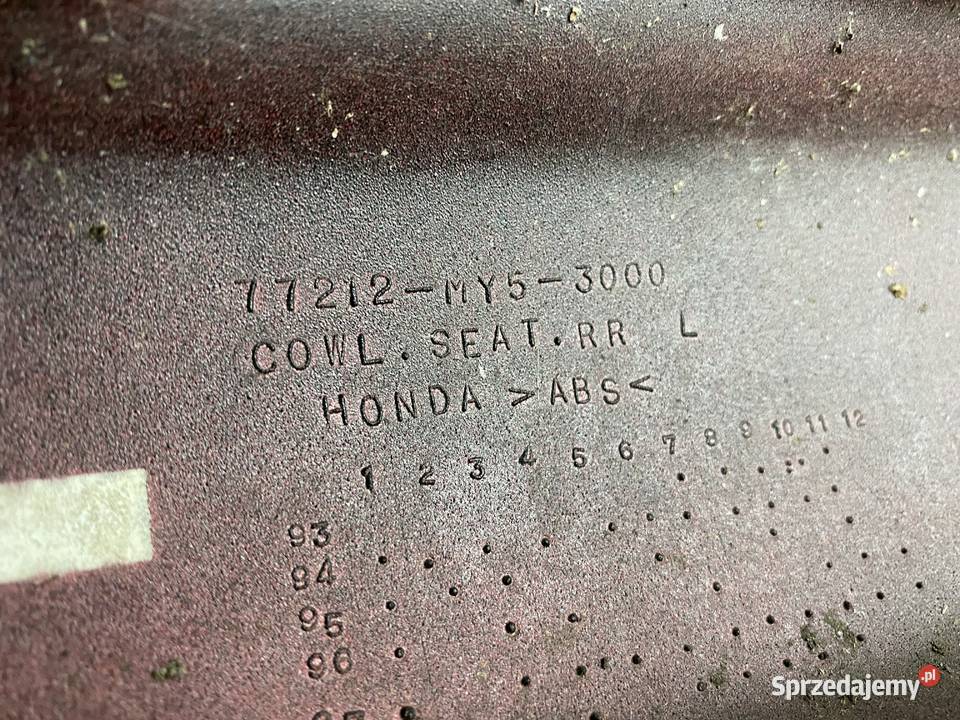 77212-MY5-3000
COWL.SEAT.RR L
HONDA >ABS<
1 2 3 4 5 6 7 8 9 10 11 12
93
94
95
96
Sprzedajemy.pl